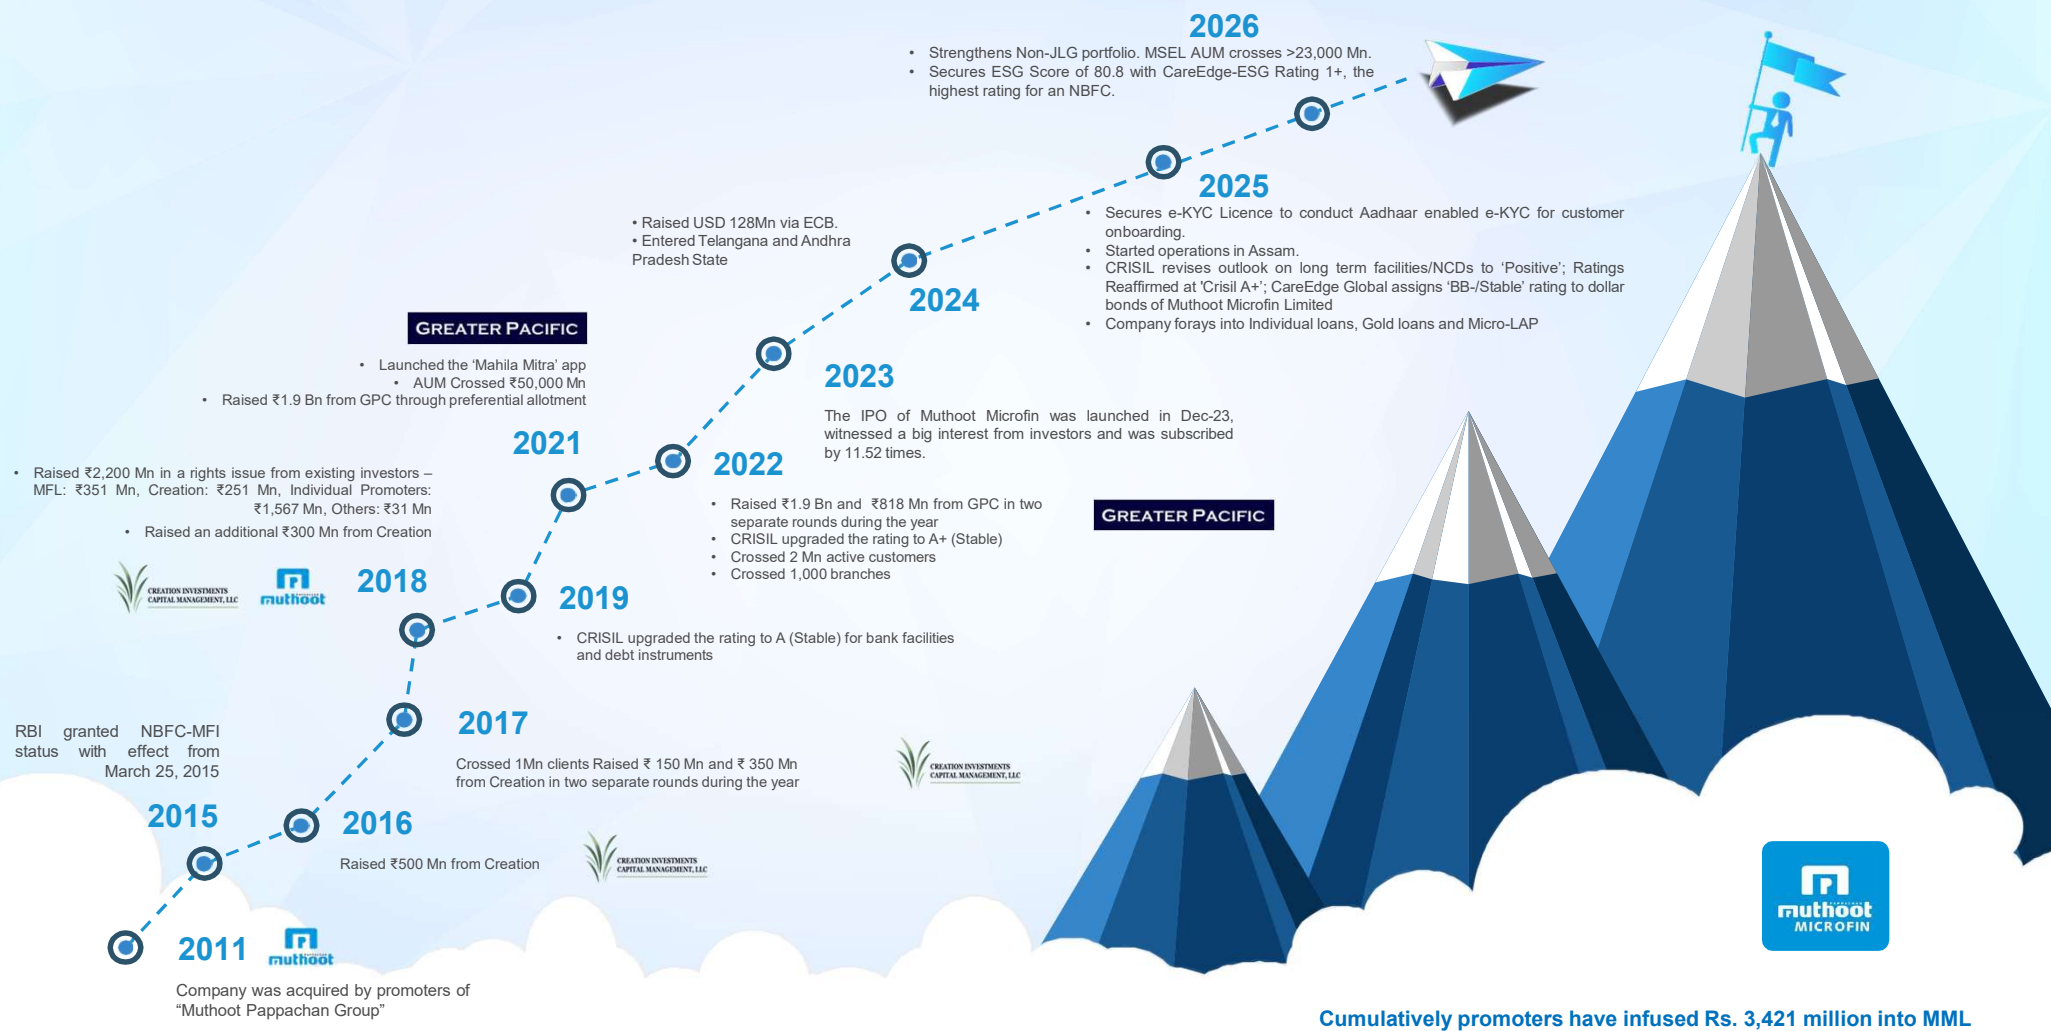 2026
• Strengthens Non-JLG portfolio. MSEL AUM crosses >23,000 Mn.
• Secures ESG Score of 80.8 with CareEdge-ESG Rating 1+, the
highest rating for an NBFC.
2025
• Secures e-KYC Licence to conduct Aadhaar enabled e-KYC for customer
onboarding.
• Started operations in Assam.
• CRISIL revises outlook on long term facilities/NCDs to ‘Positive’; Ratings
Reaffirmed at 'Crisil A+’; CareEdge Global assigns ‘BB-/Stable’ rating to dollar
bonds of Muthoot Microfin Limited
• Company forays into Individual loans, Gold loans and Micro-LAP
• Raised USD 128Mn via ECB.
• Entered Telangana and Andhra
Pradesh State
2024
2023
The IPO of Muthoot Microfin was launched in Dec-23,
witnessed a big interest from investors and was subscribed
by 11.52 times.
GREATER PACIFIC
• Launched the ‘Mahila Mitra’ app
• AUM Crossed ₹50,000 Mn
• Raised ₹1.9 Bn from GPC through preferential allotment
2021
2022
• Raised ₹1.9 Bn and ₹818 Mn from GPC in two
separate rounds during the year
• CRISIL upgraded the rating to A+ (Stable)
• Crossed 2 Mn active customers
• Crossed 1,000 branches
GREATER PACIFIC
• Raised ₹2,200 Mn in a rights issue from existing investors –
MFL: ₹351 Mn, Creation: ₹251 Mn, Individual Promoters:
₹1,567 Mn, Others: ₹31 Mn
• Raised an additional ₹300 Mn from Creation
CREATION INVESTMENTS
CAPITAL MANAGEMENT, LLC
muthoot
2018
2019
• CRISIL upgraded the rating to A (Stable) for bank facilities
and debt instruments
2017
Crossed 1Mn clients Raised ₹ 150 Mn and ₹ 350 Mn
from Creation in two separate rounds during the year
CREATION INVESTMENTS
CAPITAL MANAGEMENT, LLC
RBI granted NBFC-MFI
status with effect from
March 25, 2015
2015
2016
Raised ₹500 Mn from Creation
CREATION INVESTMENTS
CAPITAL MANAGEMENT, LLC
2011
muthoot
Company was acquired by promoters of
“Muthoot Pappachan Group”
muthoot
MICROFIN
Cumulatively promoters have infused Rs. 3,421 million into MML